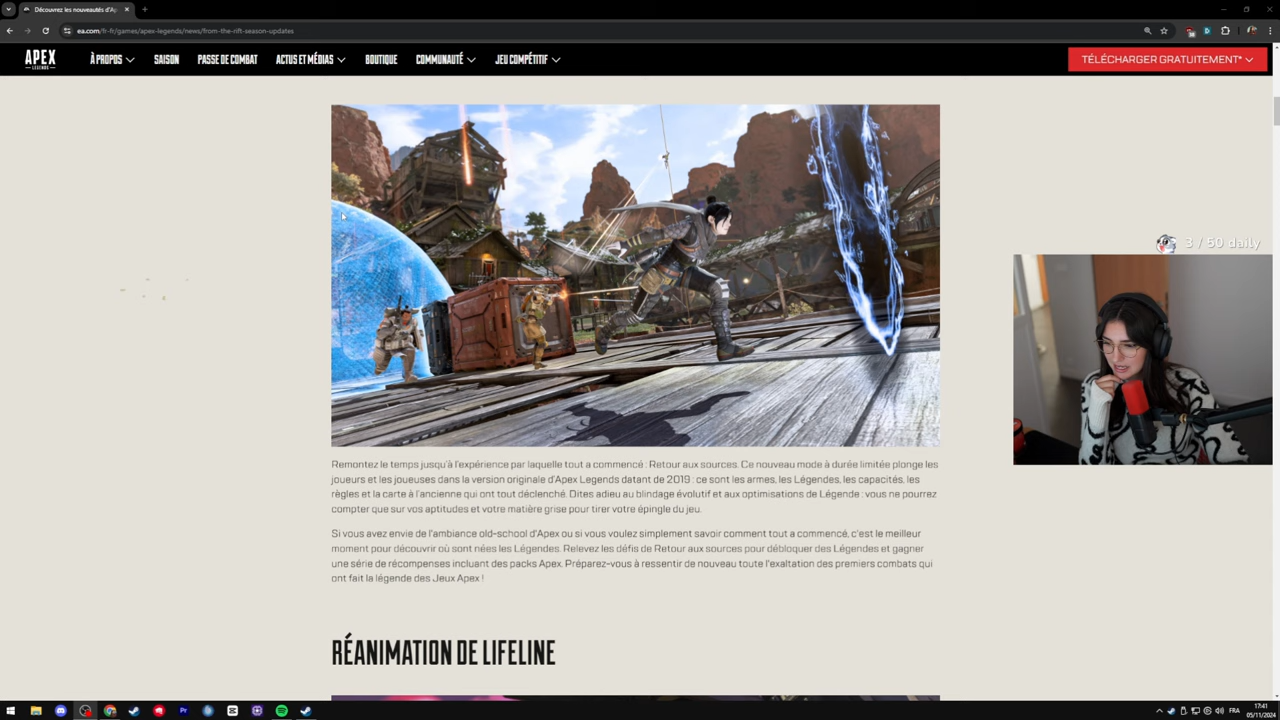 Découvrez les nouveautés d'Ap
ea.com/fr-fr/games/apex-legends/news/from-the-rift-season-updates
APEX
LEGENDS
À PROPOS
SAISON
PASSE DE COMBAT
ACTUS ET MÉDIAS
BOUTIQUE
COMMUNAUTÉ
JEU COMPÉTITIF
TÉLÉCHARGER GRATUITEMENT*
3 / 50 daily
Remontez le temps jusqu'à l'expérience par laquelle tout a commencé : Retour aux sources. Ce nouveau mode à durée limitée plonge les
joueurs et les joueuses dans la version originale d'Apex Legends datant de 2019 : ce sont les armes, les Légendes, les capacités, les
règles et la carte à l'ancienne qui ont tout déclenché. Dites adieu au blindage évolutif et aux optimisations de Légende : vous ne pourrez
compter que sur vos aptitudes et votre matière grise pour tirer votre épingle du jeu.
Si vous avez envie de l'ambiance old-school d'Apex ou si vous voulez simplement savoir comment tout a commencé, c'est le meilleur
moment pour découvrir où sont nées les Légendes. Relevez les défis de Retour aux sources pour débloquer des Légendes et gagner
une série de récompenses incluant des packs Apex. Préparez-vous à ressentir de nouveau toute l'exaltation des premiers combats qui
ont fait la légende des Jeux Apex !
RÉANIMATION DE LIFELINE
FRA
17:41
05/11/2024